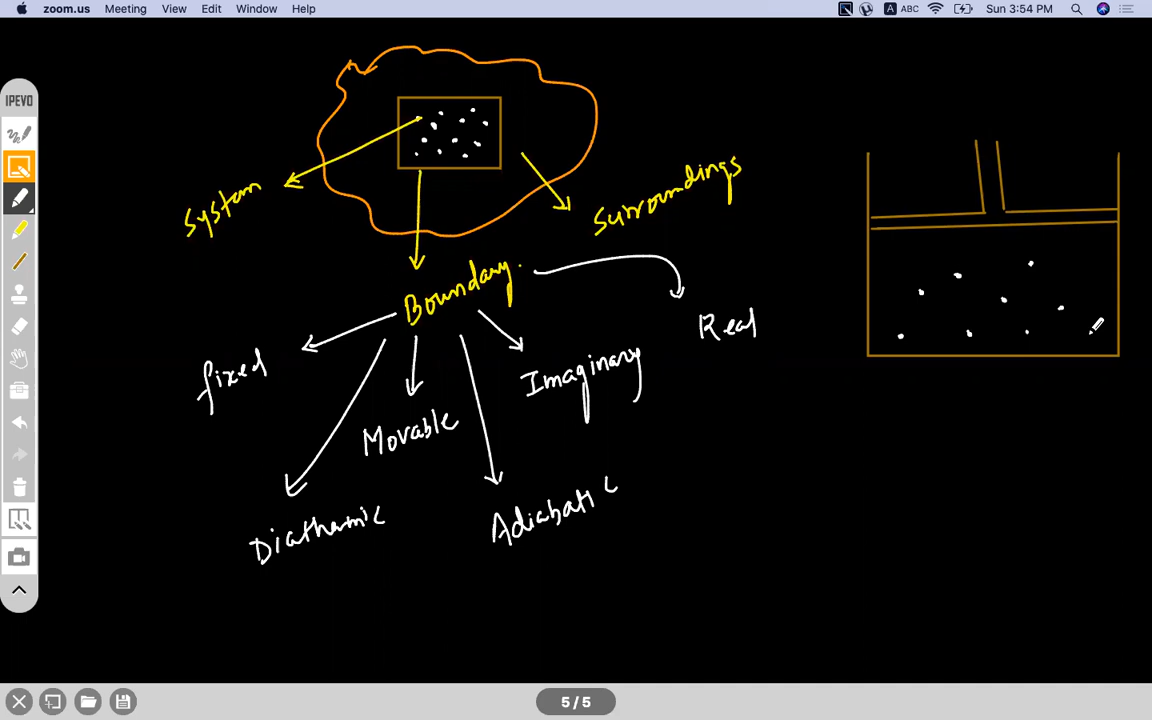 zoom.us Meeting View Edit Window Help A ABC Sun 3:54 PM
IPEVO
System
Surroundings
Boundary.
Real
fixed
Imaginary
Movable
Diathermic
Adiabatic
5/5